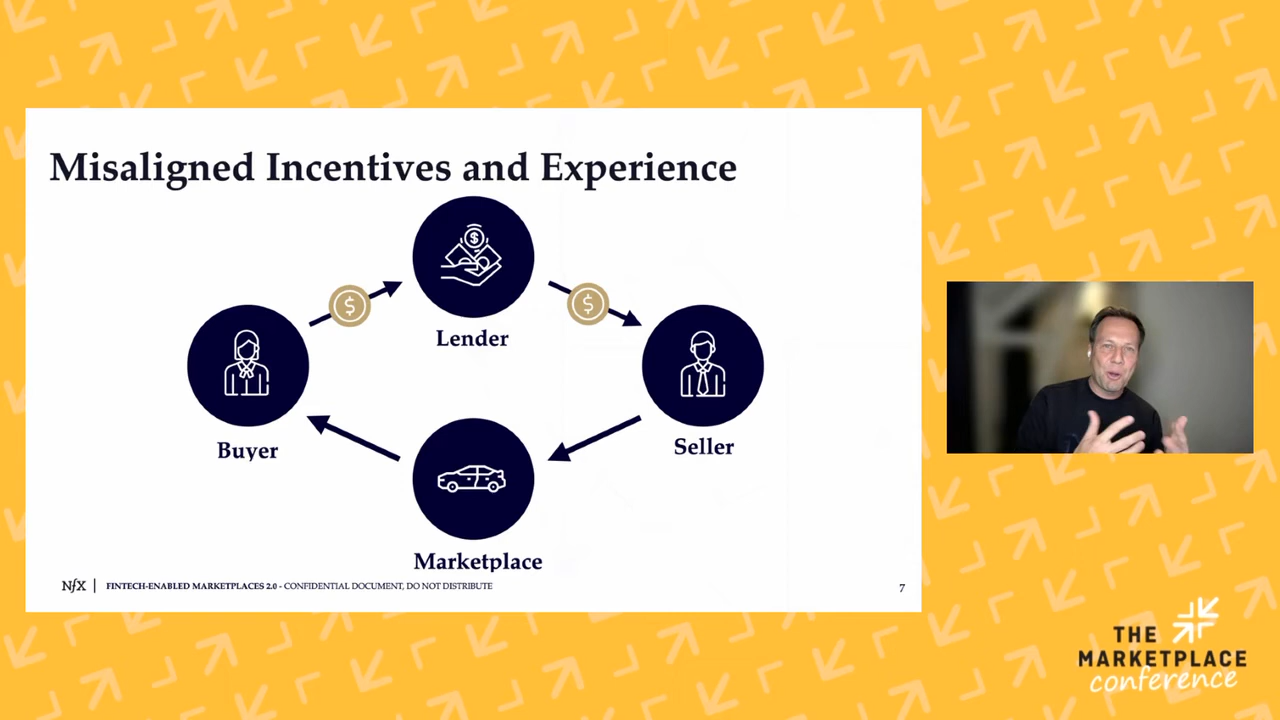 Misaligned Incentives and Experience
$
$
$
Lender
Buyer
Seller
Marketplace
NfX | FINTECH-ENABLED MARKETPLACES 2.0 - CONFIDENTIAL DOCUMENT, DO NOT DISTRIBUTE
7
THE
MARKETPLACE
conference